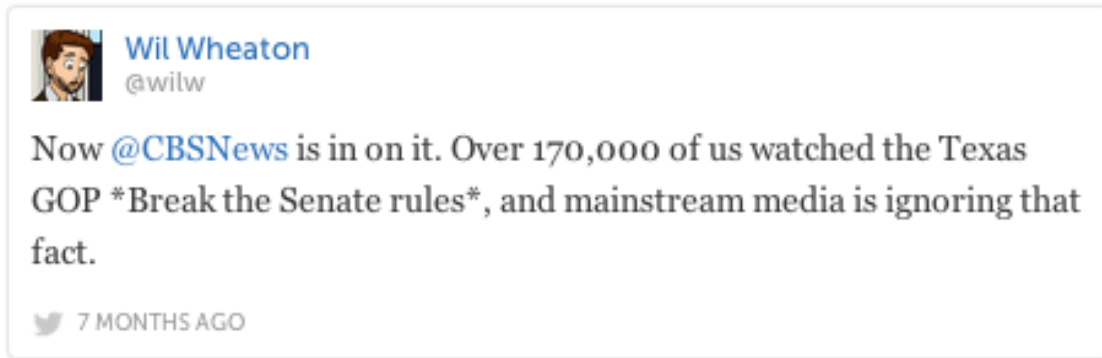 Wil Wheaton
@wilw
Now @CBSNews is in on it. Over 170,000 of us watched the Texas
GOP *Break the Senate rules*, and mainstream media is ignoring that
fact.
7 MONTHS AGO